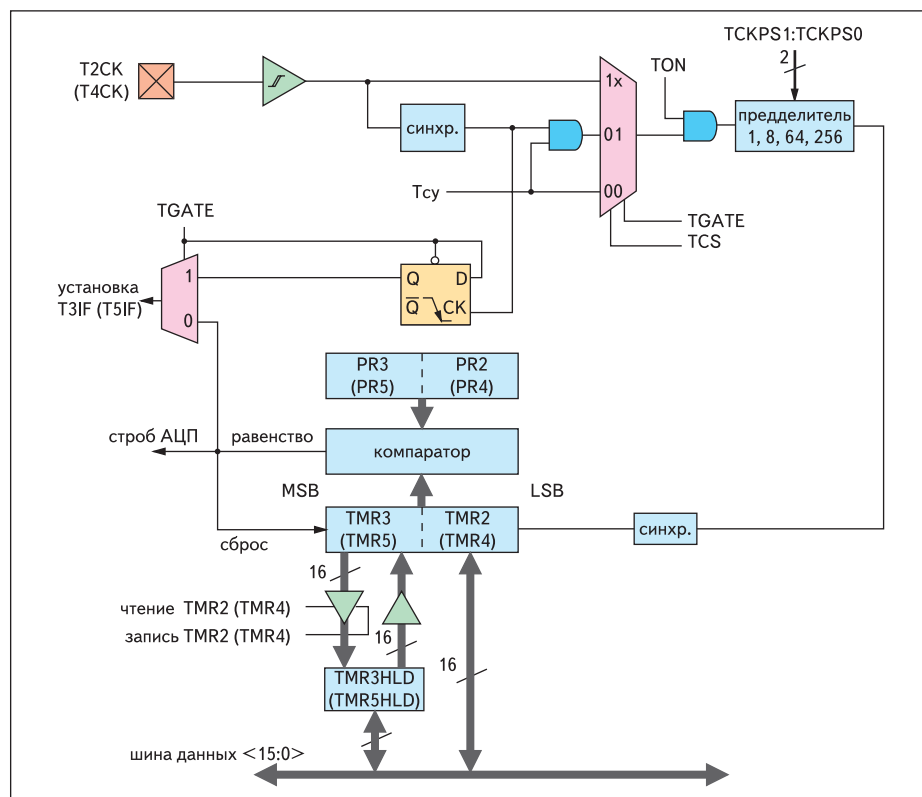 TCKPS1:TCKPS0
2
T2CK
(T4CK)
TON
1x
предделитель
1, 8, 64, 256
синхр.
01
Tcy
00
TGATE
TCS
TGATE
установка
T3IF (T5IF)
1
0
Q D
Q̅ CK
PR3
(PR5)
PR2
(PR4)
строб АЦП
равенство
компаратор
MSB
LSB
TMR3
(TMR5)
TMR2
(TMR4)
сброс
синхр.
16
чтение TMR2 (TMR4)
запись TMR2 (TMR4)
16
16
TMR3HLD
(TMR5HLD)
шина данных <15:0>